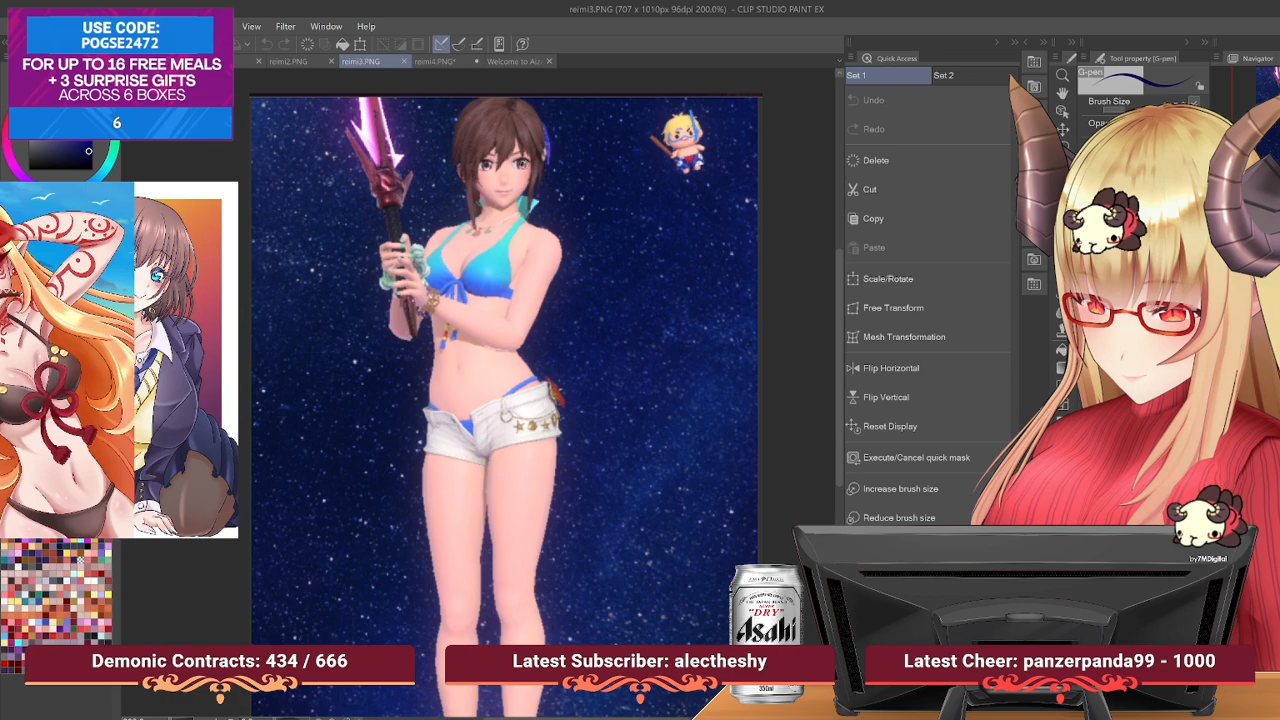 reimi3.PNG (707 x 1010px 96dpi 200.0%) - CLIP STUDIO PAINT EX
View Filter Window Help
USE CODE:
POGSE2472
FOR UP TO 16 FREE MEALS
+ 3 SURPRISE GIFTS
ACROSS 6 BOXES
6
reimi2.PNG reimi3.PNG reimi4.PNG*
Quick Access
Set 1 Set 2
Undo
Redo
Delete
Cut
Copy
Paste
Scale/Rotate
Free Transform
Mesh Transformation
Flip Horizontal
Flip Vertical
Reset Display
Execute/Cancel quick mask
Increase brush size
Reduce brush size
Tool property [G-pen]
Navigator
G-pen
Brush Size
by7MDigital
"DRY"
Asahi
350ml
Demonic Contracts: 434 / 666
Latest Subscriber: alectheshy
Latest Cheer: panzerpanda99 - 1000